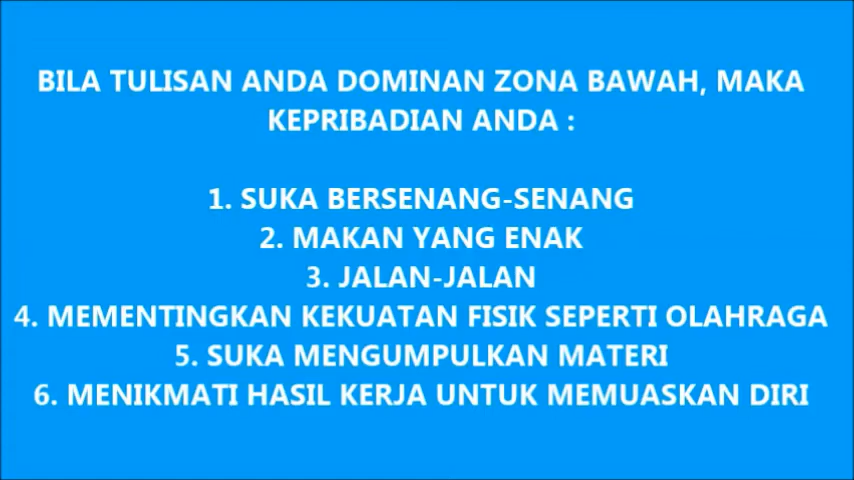 BILA TULISAN ANDA DOMINAN ZONA BAWAH, MAKA
KEPRIBADIAN ANDA :
1. SUKA BERSENANG-SENANG
2. MAKAN YANG ENAK
3. JALAN-JALAN
4. MEMENTINGKAN KEKUATAN FISIK SEPERTI OLAHRAGA
5. SUKA MENGUMPULKAN MATERI
6. MENIKMATI HASIL KERJA UNTUK MEMUASKAN DIRI